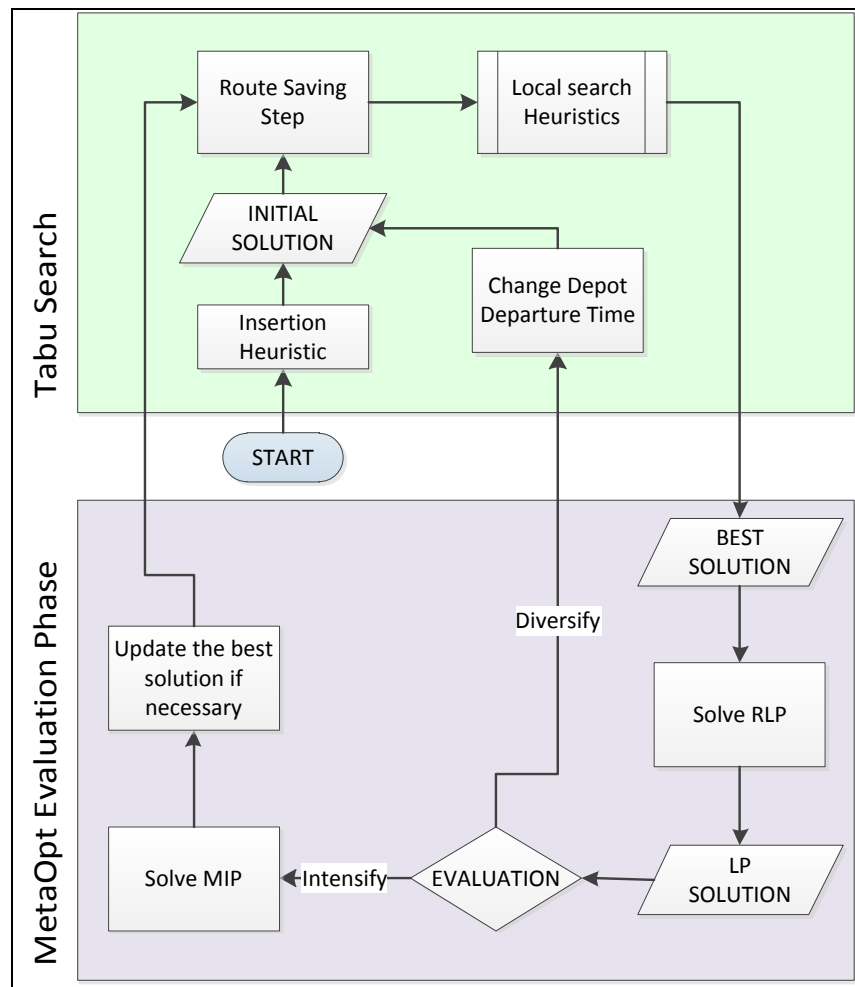 Tabu Search
Route Saving
Step
Local search
Heuristics
INITIAL
SOLUTION
Change Depot
Departure Time
Insertion
Heuristic
START
MetaOpt Evaluation Phase
BEST
SOLUTION
Diversify
Update the best
solution if
necessary
Solve RLP
Solve MIP
Intensify
EVALUATION
LP
SOLUTION